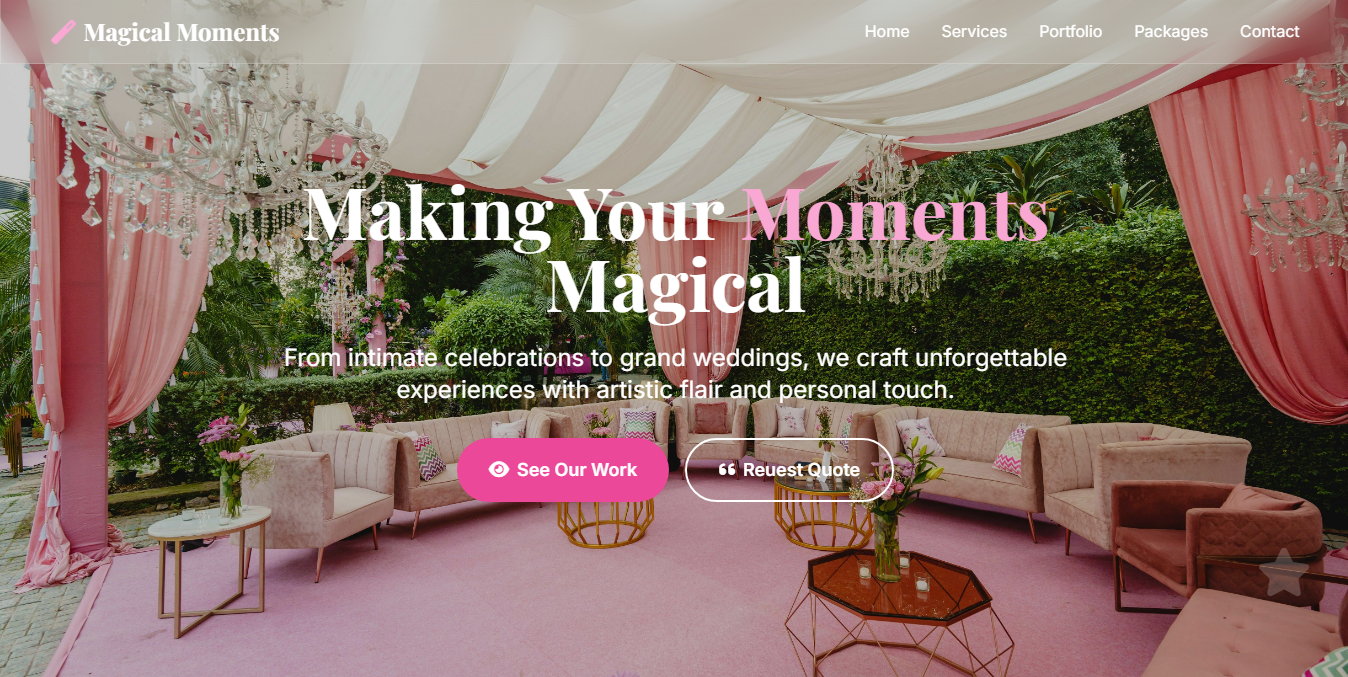 Magical Moments
Home Services Portfolio Packages Contact
Making Your Moments
Magical
From intimate celebrations to grand weddings, we craft unforgettable
experiences with artistic flair and personal touch.
See Our Work
Reuest Quote